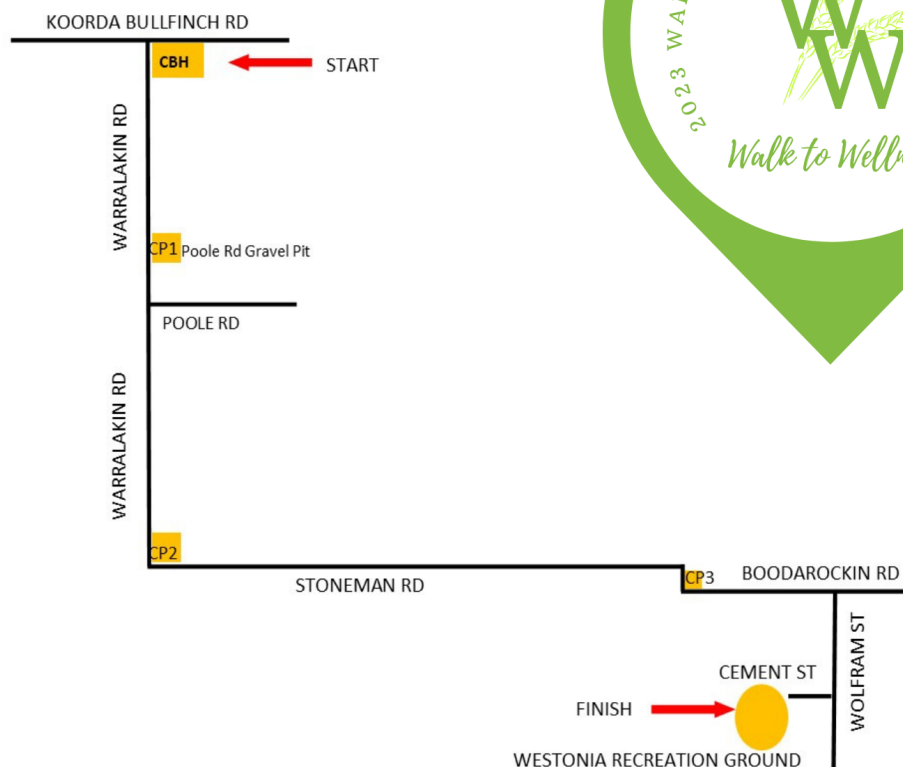 KOORDA BULLFINCH RD
CBH
START
WARRALAKIN RD
CP1 Poole Rd Gravel Pit
POOLE RD
WARRALAKIN RD
CP2
STONEMAN RD
CP3
BOODAROCKIN RD
WOLFRAM ST
CEMENT ST
FINISH
WESTONIA RECREATION GROUND
2023
WW
Walk to